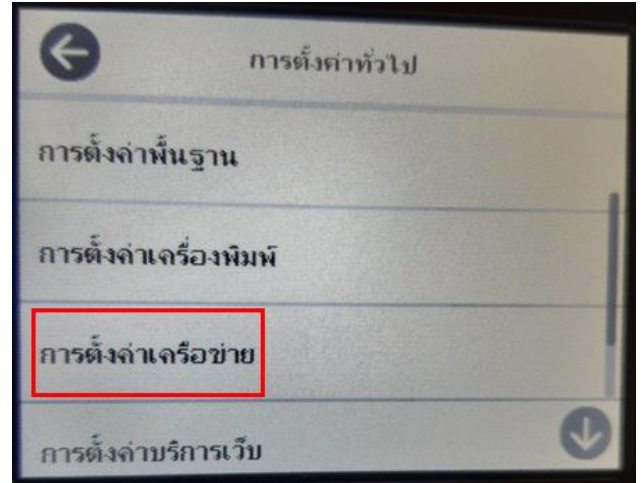 การตั้งค่าทั่วไป
การตั้งค่าพื้นฐาน
การตั้งค่าเครื่องพิมพ์
การตั้งค่าเครือข่าย
การตั้งค่าบริการเว็บ